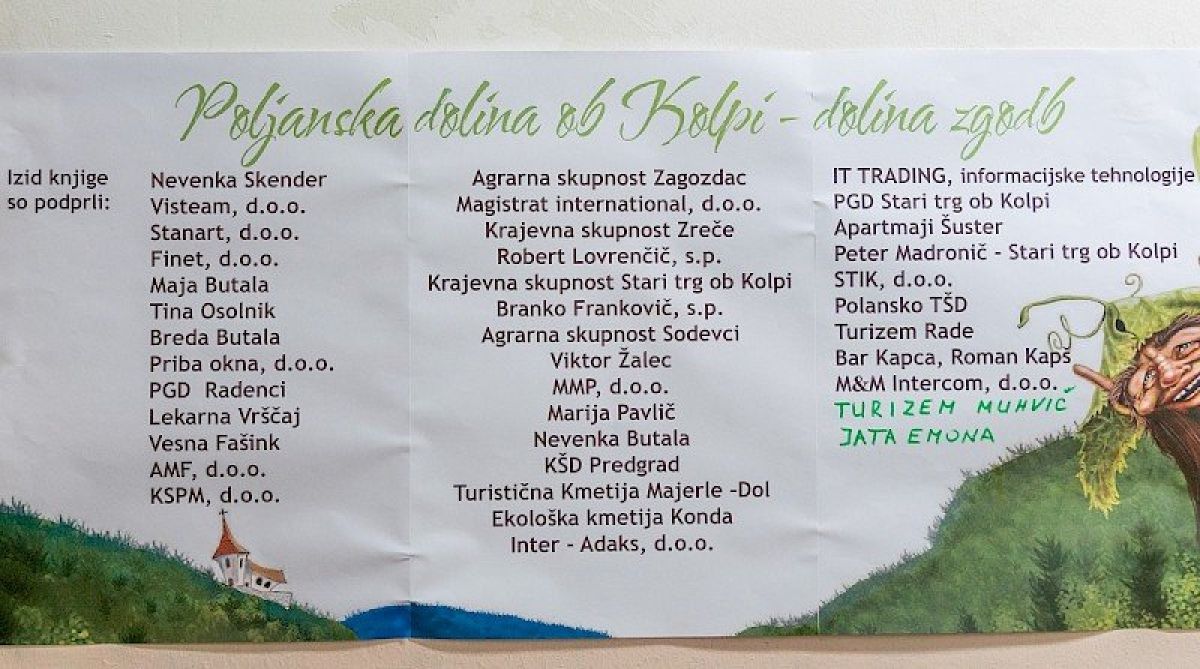 Poljanska dolina ob Kolpi - dolina zgodb
Izid knjige
so podprli:
Nevenka Skender
Visteam, d.o.o.
Stanart, d.o.o.
Finet, d.o.o.
Maja Butala
Tina Osolnik
Breda Butala
Priba okna, d.o.o.
PGD Radenci
Lekarna Vrščaj
Vesna Fašink
AMF, d.o.o.
KSPM, d.o.o.
Agrarna skupnost Zagozdac
Magistrat international, d.o.o.
Krajevna skupnost Zreče
Robert Lovrenčič, s.p.
Krajevna skupnost Stari trg ob Kolpi
Branko Frankovič, s.p.
Agrarna skupnost Sodevci
Viktor Žalec
MMP, d.o.o.
Marija Pavlič
Nevenka Butala
KŠD Predgrad
Turistična Kmetija Majerle -Dol
Ekološka kmetija Konda
Inter - Adaks, d.o.o.
IT TRADING, informacijske tehnologije
PGD Stari trg ob Kolpi
Apartmaji Šuster
Peter Madronič - Stari trg ob Kolpi
STIK, d.o.o.
Polansko TŠD
Turizem Rade
Bar Kapca, Roman Kaps
M&M Intercom, d.o.o.
TURIZEM MUHVIČ
JATA EMONA